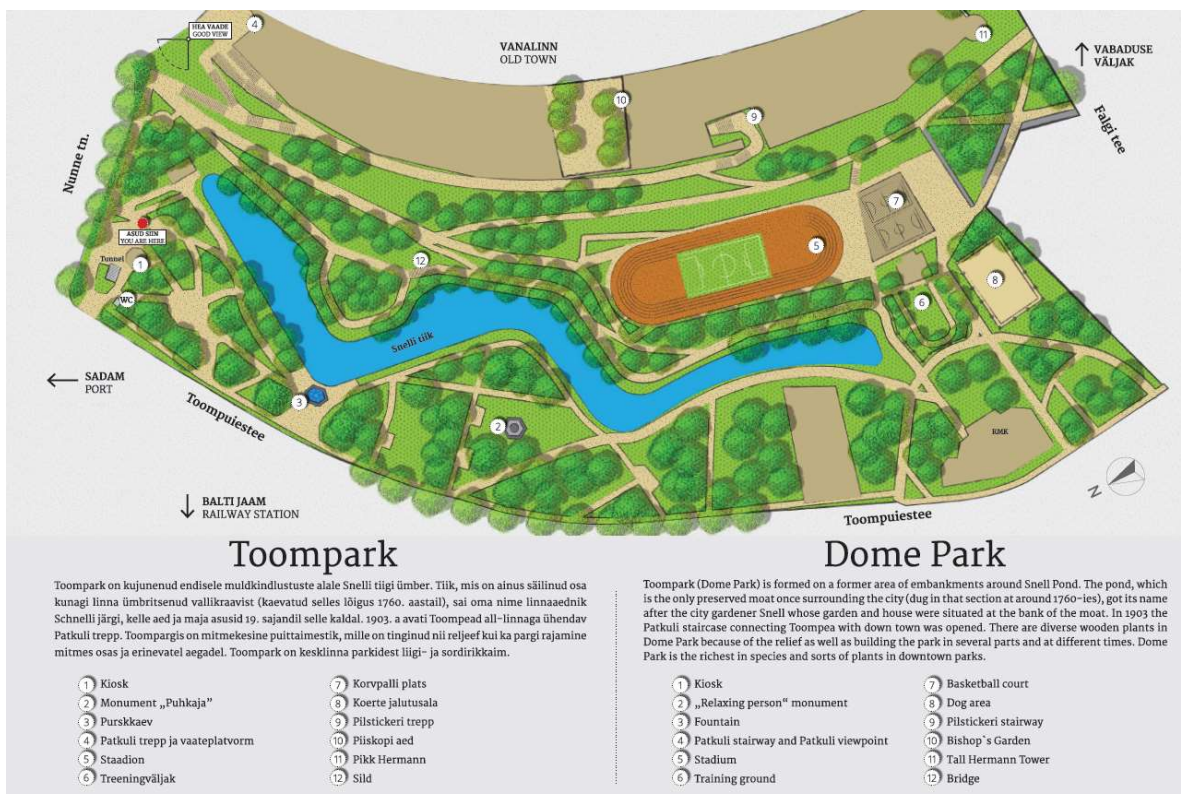 HEA VAADE
GOOD VIEW
4
VANALINN
OLD TOWN
11
VABADUSE
VÄLJAK
10
9
Falgi tee
Nunne tn.
7
ASUD SIIN
YOU ARE HERE
Tunnel
1
12
5
8
WC
6
Snelli tiik
SADAM
PORT
3
Toompuiestee
2
RMK
N
BALTI JAAM
RAILWAY STATION
Toompuiestee
Toompark
Toompark on kujunenud endisele muldkindlustuste alale Snelli tiigi ümber. Tiik, mis on ainus säilinud osa
kunagi linna ümbritsenud vallikraavist (kaevatud selles lõigus 1760. aastail), sai oma nime linnaaednik
Schnelli järgi, kelle aed ja maja asusid 19. sajandil selle kaldal. 1903. a avati Toompead all-linnaga ühendav
Patkuli trepp. Toompargis on mitmekesine puittaimestik, mille on tinginud nii reljeef kui ka pargi rajamine
mitmes osas ja erinevatel aegadel. Toompark on kesklinna parkidest liigi- ja sordirikkaim.
1 Kiosk
2 Monument „Puhkaja”
3 Purskkaev
4 Patkuli trepp ja vaateplatvorm
5 Staadion
6 Treeningväljak
7 Korvpalli plats
8 Koerte jalutusala
9 Pilstickeri trepp
10 Piiskopi aed
11 Pikk Hermann
12 Sild
Dome Park
Toompark (Dome Park) is formed on a former area of embankments around Snell Pond. The pond, which
is the only preserved moat once surrounding the city (dug in that section at around 1760-ies), got its name
after the city gardener Snell whose garden and house were situated at the bank of the moat. In 1903 the
Patkuli staircase connecting Toompea with down town was opened. There are diverse wooden plants in
Dome Park because of the relief as well as building the park in several parts and at different times. Dome
Park is the richest in species and sorts of plants in downtown parks.
1 Kiosk
2 „Relaxing person“ monument
3 Fountain
4 Patkuli stairway and Patkuli viewpoint
5 Stadium
6 Training ground
7 Basketball court
8 Dog area
9 Pilstickeri stairway
10 Bishop`s Garden
11 Tall Hermann Tower
12 Bridge